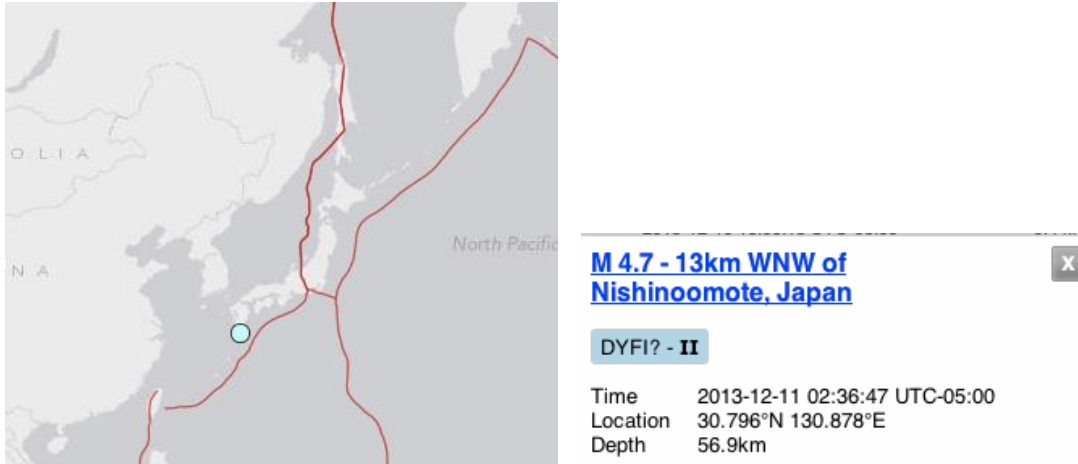 O L I A
North Pacific
N A
M 4.7 - 13km WNW of
Nishinoomote, Japan
X
DYFI? - II
Time 2013-12-11 02:36:47 UTC-05:00
Location 30.796°N 130.878°E
Depth 56.9km